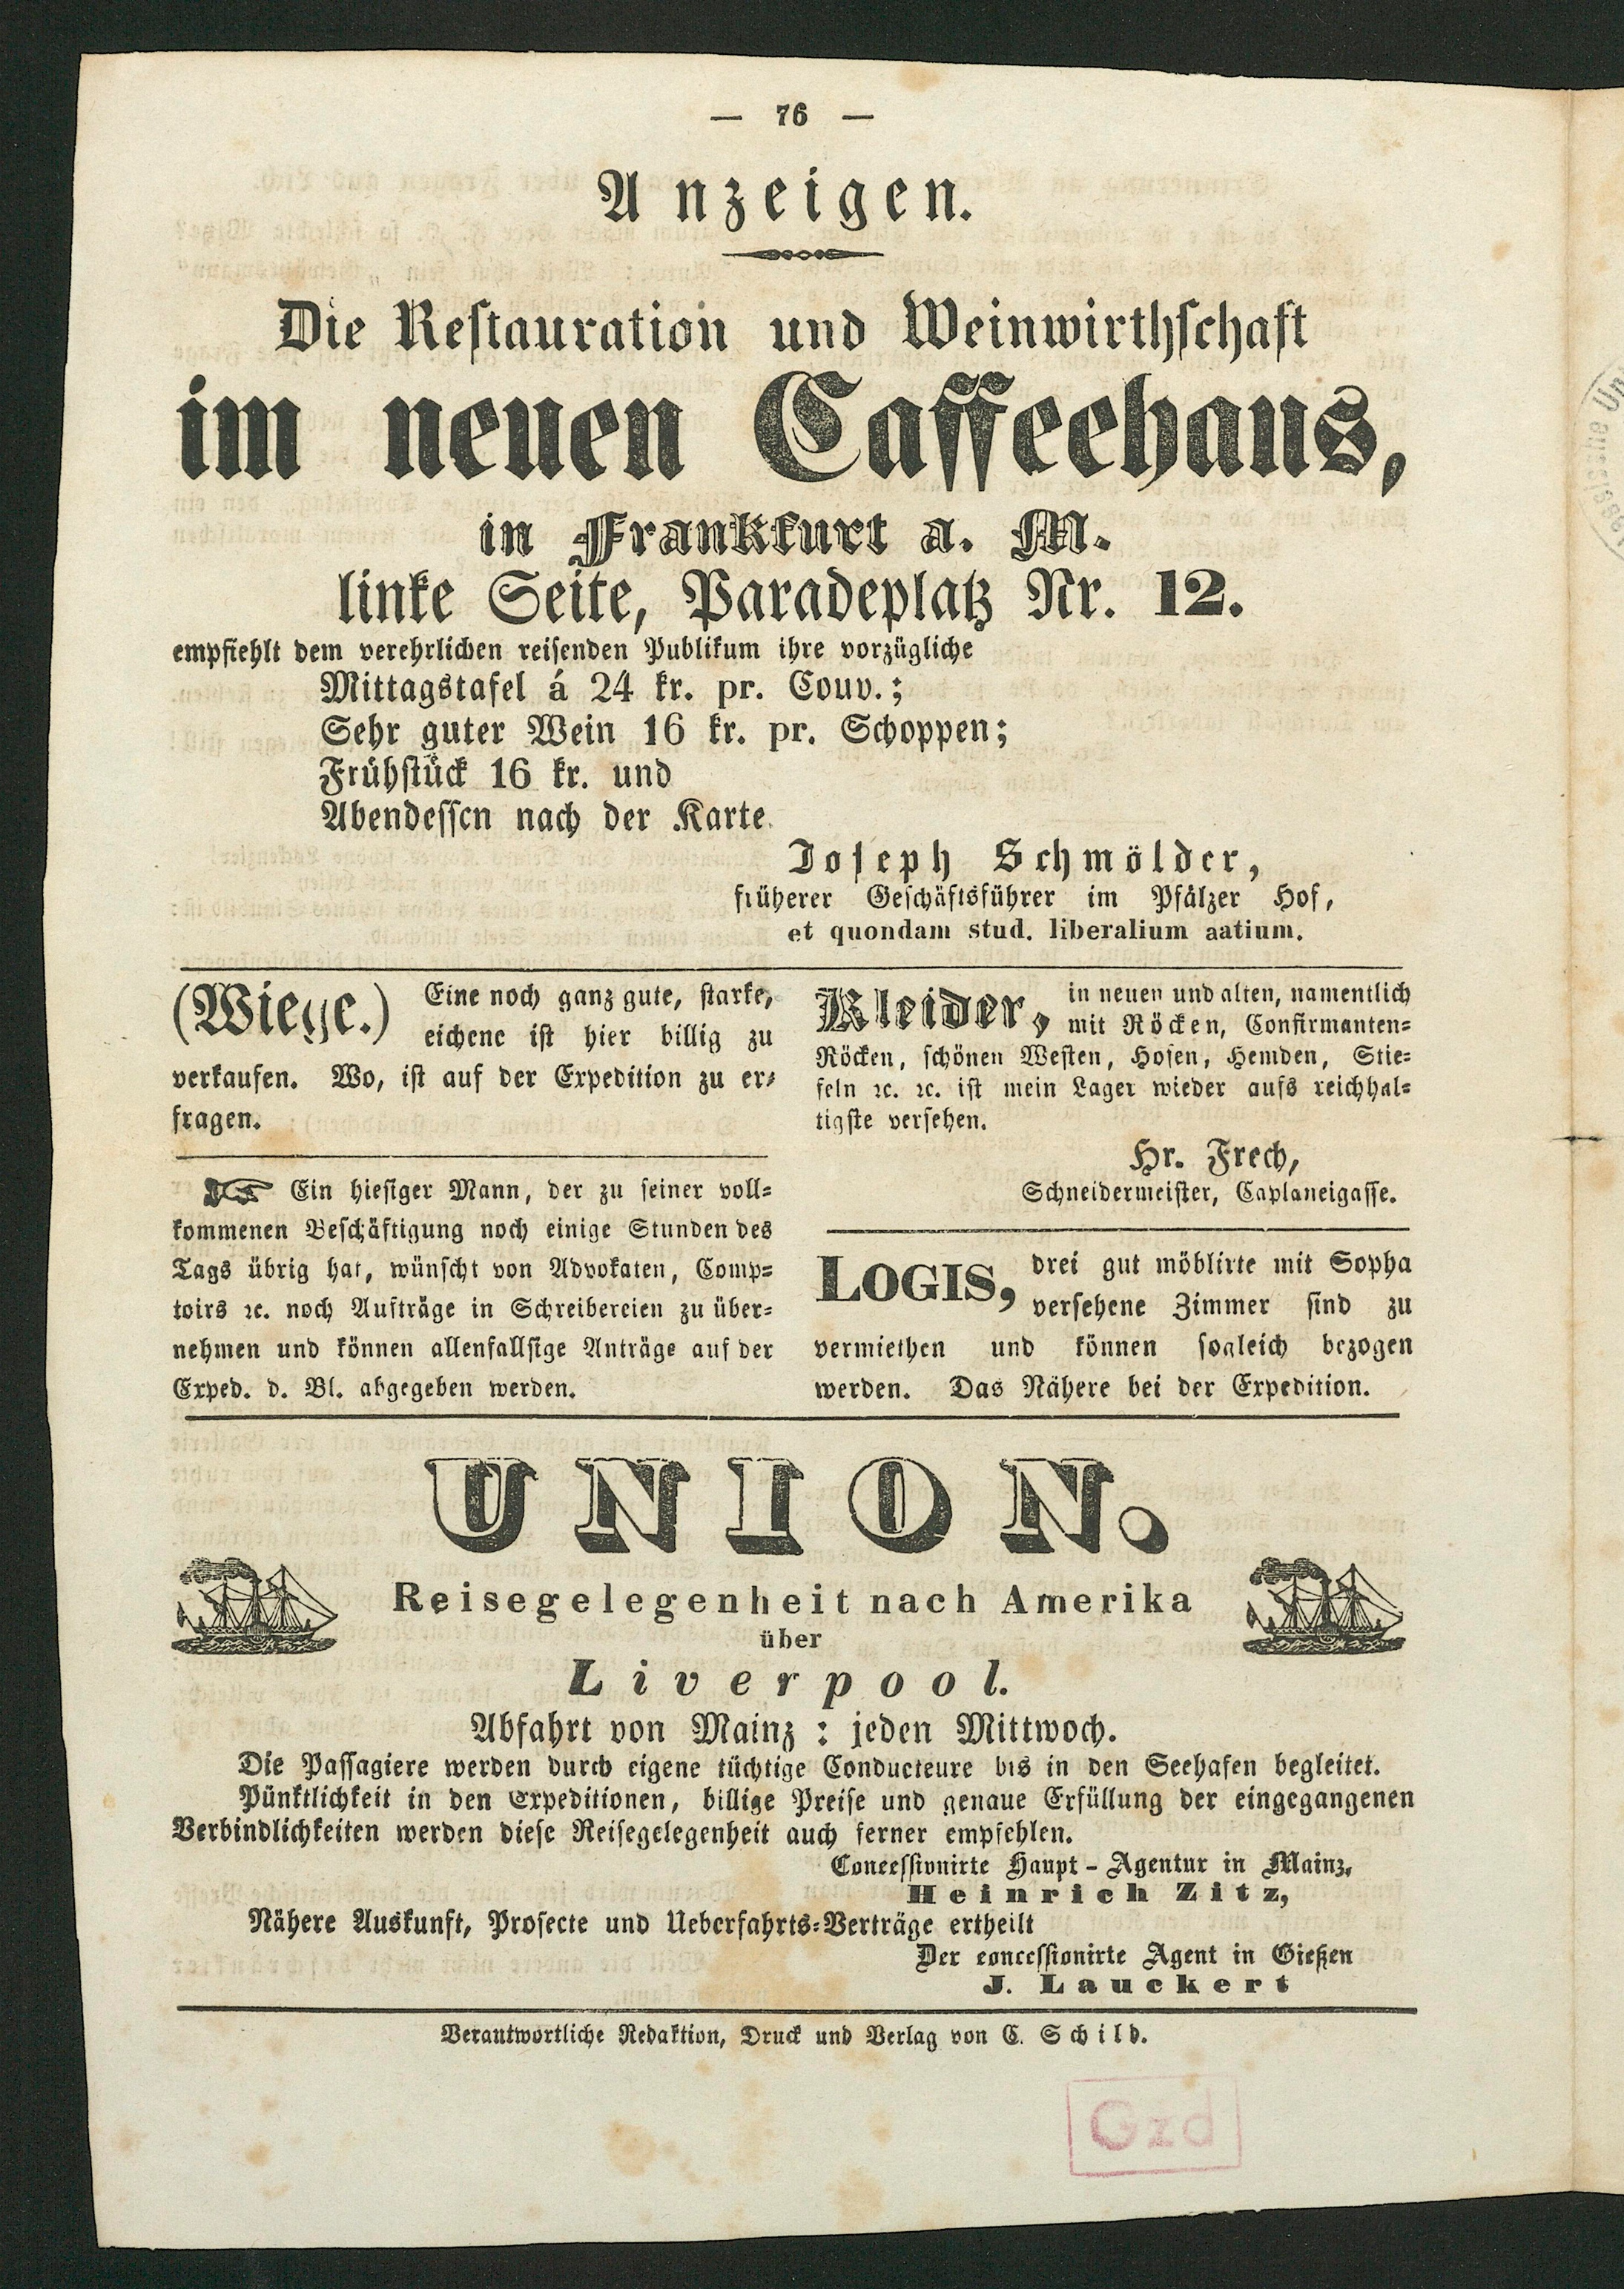 — 76 —
Anzeigen.
Die Restauration und Weinwirthschaft
im neuen Caffeehaus,
in Frankfurt a. M.
linke Seite, Paradeplatz Nr. 12.
empfiehlt dem verehrlichen reisenden Publikum ihre vorzügliche
Mittagstafel á 24 kr. pr. Couv.;
Sehr guter Wein 16 kr. pr. Schoppen;
Frühstück 16 kr. und
Abendessen nach der Karte.
Joseph Schmölder,
früherer Geschäftsführer im Pfälzer Hof,
et quondam stud. liberalium aatium.
(Wiege.) Eine noch ganz gute, starke,
eichene ist hier billig zu
verkaufen. Wo, ist auf der Expedition zu er=
fragen.
☞ Ein hiesiger Mann, der zu seiner voll=
kommenen Beschäftigung noch einige Stunden des
Tags übrig hat, wünscht von Advokaten, Comp=
toirs ꝛc. noch Aufträge in Schreibereien zu über=
nehmen und können allenfallsige Anträge auf der
Exped. d. Bl. abgegeben werden.
Kleider, in neuen und alten, namentlich
mit Röcken, Confirmanten=
Röcken, schönen Westen, Hosen, Hemden, Stie=
feln ꝛc. ꝛc. ist mein Lager wieder aufs reichhal=
tigste versehen.
Hr. Frech,
Schneidermeister, Caplaneigasse.
LOGIS, drei gut möblirte mit Sopha
versehene Zimmer sind zu
vermiethen und können sogleich bezogen
werden. Das Nähere bei der Expedition.
UNION.
Reisegelegenheit nach Amerika
über
Liverpool.
Abfahrt von Mainz : jeden Mittwoch.
Die Passagiere werden durch eigene tüchtige Conducteure bis in den Seehafen begleitet.
Pünktlichkeit in den Expeditionen, billige Preise und genaue Erfüllung der eingegangenen
Verbindlichkeiten werden diese Reisegelegenheit auch ferner empfehlen.
Concessionirte Haupt - Agentur in Mainz,
Heinrich Zitz,
Nähere Auskunft, Prosecte und Ueberfahrts=Verträge ertheilt
Der concessionirte Agent in Gießen
J. Lauckert
Verantwortliche Redaktion, Druck und Verlag von C. Schild.
Gzd